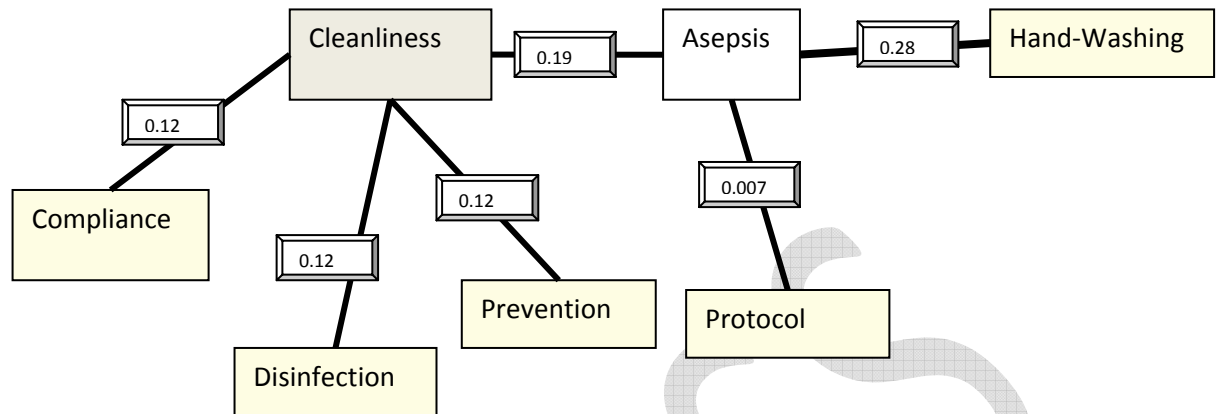 Cleanliness
0.19
Asepsis
0.28
Hand-Washing
0.12
Compliance
0.12
Disinfection
0.12
Prevention
0.007
Protocol